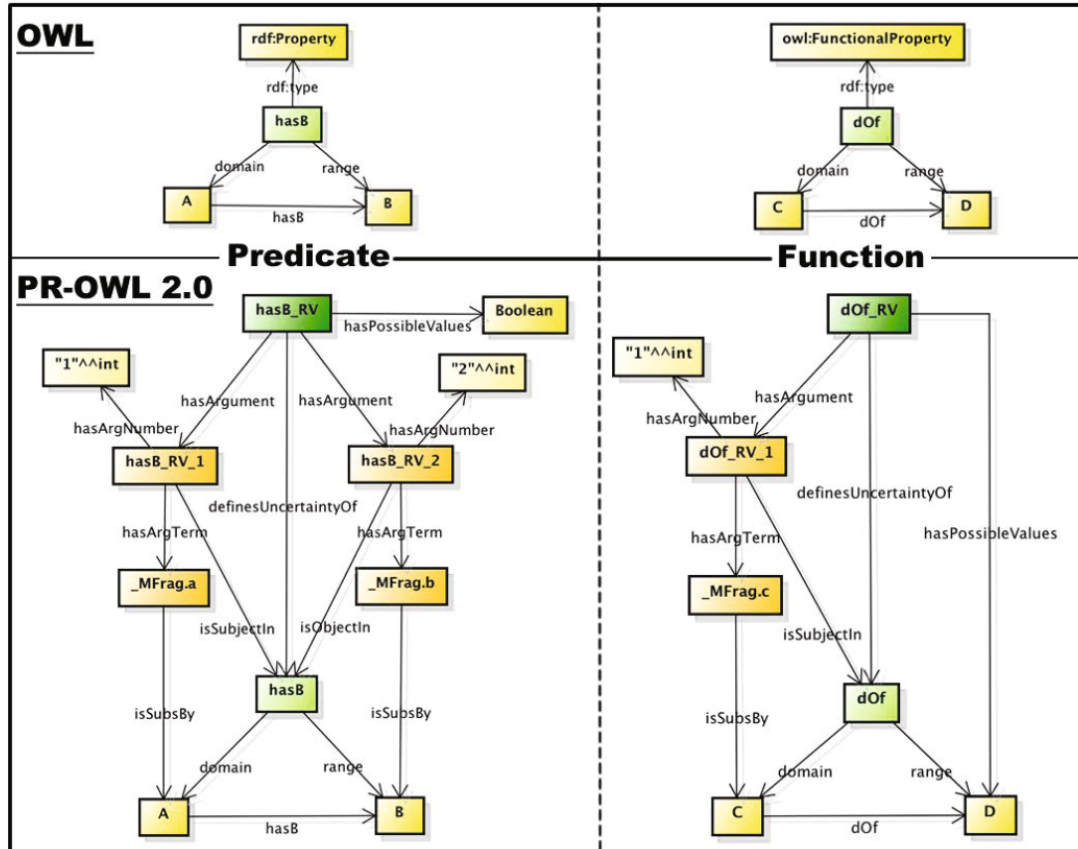 OWL
rdf:Property
owl:FunctionalProperty
rdf:type
rdf:type
hasB
dOf
domain
range
domain
range
A
B
C
D
hasB
dOf
Predicate
Function
PR-OWL 2.0
hasB_RV
Boolean
dOf_RV
hasPossibleValues
"1"^^int
"2"^^int
"1"^^int
hasArgument
hasArgument
hasArgument
hasArgNumber
hasArgNumber
hasArgNumber
hasB_RV_1
hasB_RV_2
dOf_RV_1
definesUncertaintyOf
definesUncertaintyOf
hasArgTerm
hasArgTerm
hasArgTerm
hasPossibleValues
_MFrag.a
_MFrag.b
_MFrag.c
isSubjectIn
isObjectIn
isSubjectIn
hasB
dOf
isSubsBy
isSubsBy
isSubsBy
domain
range
domain
range
A
B
C
D
hasB
dOf